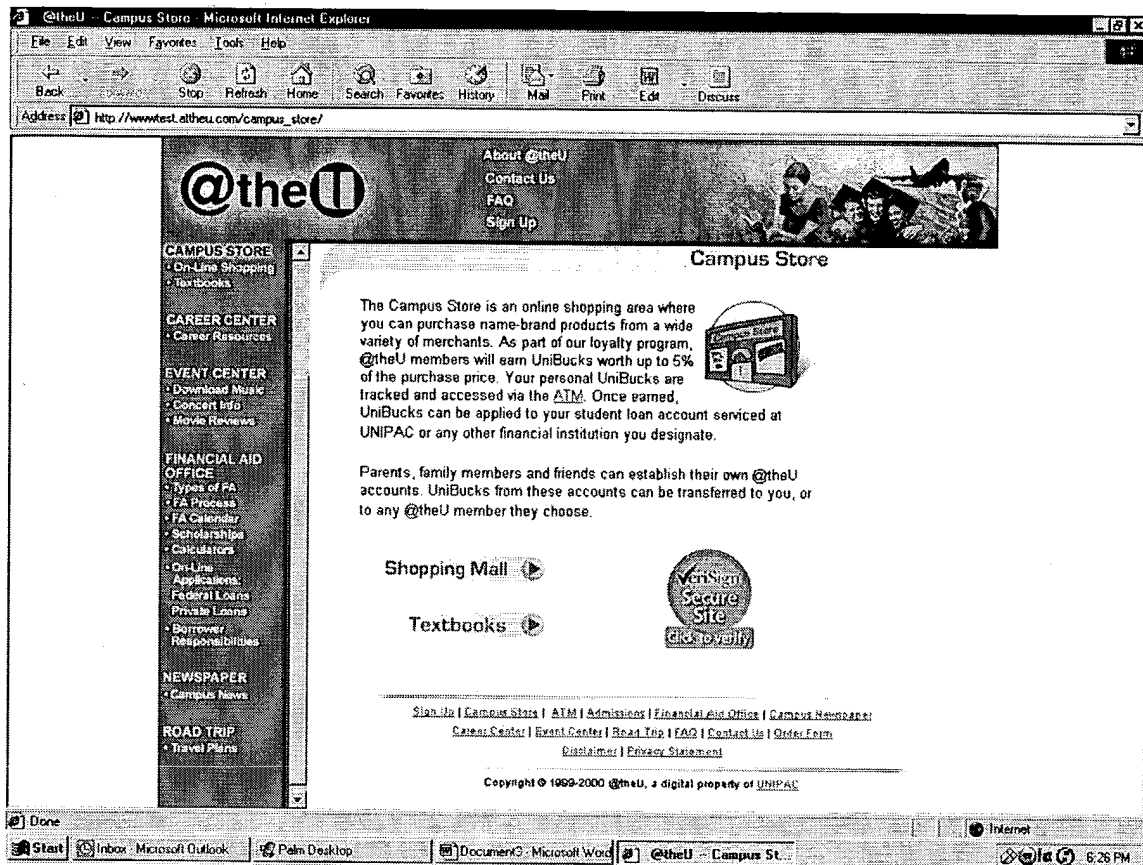 @theU -- Campus Store - Microsoft Internet Explorer
File Edit View Favorites Tools Help
Back Forward Stop Refresh Home Search Favorites History Mail Print Edit Discuss
Address http://wwwtest.attheu.com/campus_store/
@theU
About @theU
Contact Us
FAQ
Sign Up
CAMPUS STORE
• On-Line Shopping
• Textbooks
CAREER CENTER
• Career Resources
EVENT CENTER
• Download Music
• Concert Info
• Movie Reviews
FINANCIAL AID
OFFICE
• Types of FA
• FA Process
• FA Calendar
• Scholarships
• Calculators
• On-Line
Applications:
Federal Loans
Private Loans
• Borrower
Responsibilities
NEWSPAPER
• Campus News
ROAD TRIP
• Travel Plans
Campus Store
The Campus Store is an online shopping area where
you can purchase name-brand products from a wide
variety of merchants. As part of our loyalty program,
@theU members will earn UniBucks worth up to 5%
of the purchase price. Your personal UniBucks are
tracked and accessed via the ATM. Once earned,
UniBucks can be applied to your student loan account serviced at
UNIPAC or any other financial institution you designate.
Campus Store
Parents, family members and friends can establish their own @theU
accounts. UniBucks from these accounts can be transferred to you, or
to any @theU member they choose.
Shopping Mall
Textbooks
VeriSign
Secure
Site
Click to verify
Sign Up | Campus Store | ATM | Admissions | Financial Aid Office | Campus Newspaper
Career Center | Event Center | Road Trip | FAQ | Contact Us | Order Form
Disclaimer | Privacy Statement
Copyright © 1999-2000 @theU, a digital property of UNIPAC
Done Internet
Start Inbox - Microsoft Outlook Palm Desktop Document3 - Microsoft Word @theU -- Campus St... 6:26 PM